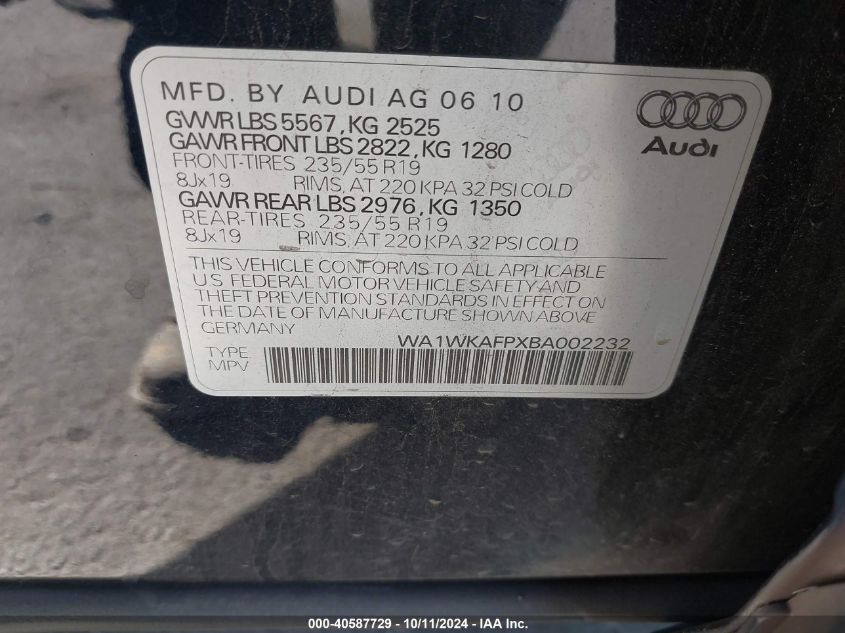 MFD. BY AUDI AG 06 10
GVWR LBS 5567, KG 2525
GAWR FRONT LBS 2822, KG 1280
FRONT-TIRES 235/55 R19
8Jx19 RIMS, AT 220 KPA 32 PSI COLD
GAWR REAR LBS 2976, KG 1350
REAR-TIRES 235/55 R19
8Jx19 RIMS, AT 220 KPA 32 PSI COLD
Audi
THIS VEHICLE CONFORMS TO ALL APPLICABLE
U.S. FEDERAL MOTOR VEHICLE SAFETY AND
THEFT PREVENTION STANDARDS IN EFFECT ON
THE DATE OF MANUFACTURE SHOWN ABOVE
GERMANY WA1WKAFPXBA002232
TYPE
MPV
000-40587729 - 10/11/2024 - IAA Inc.